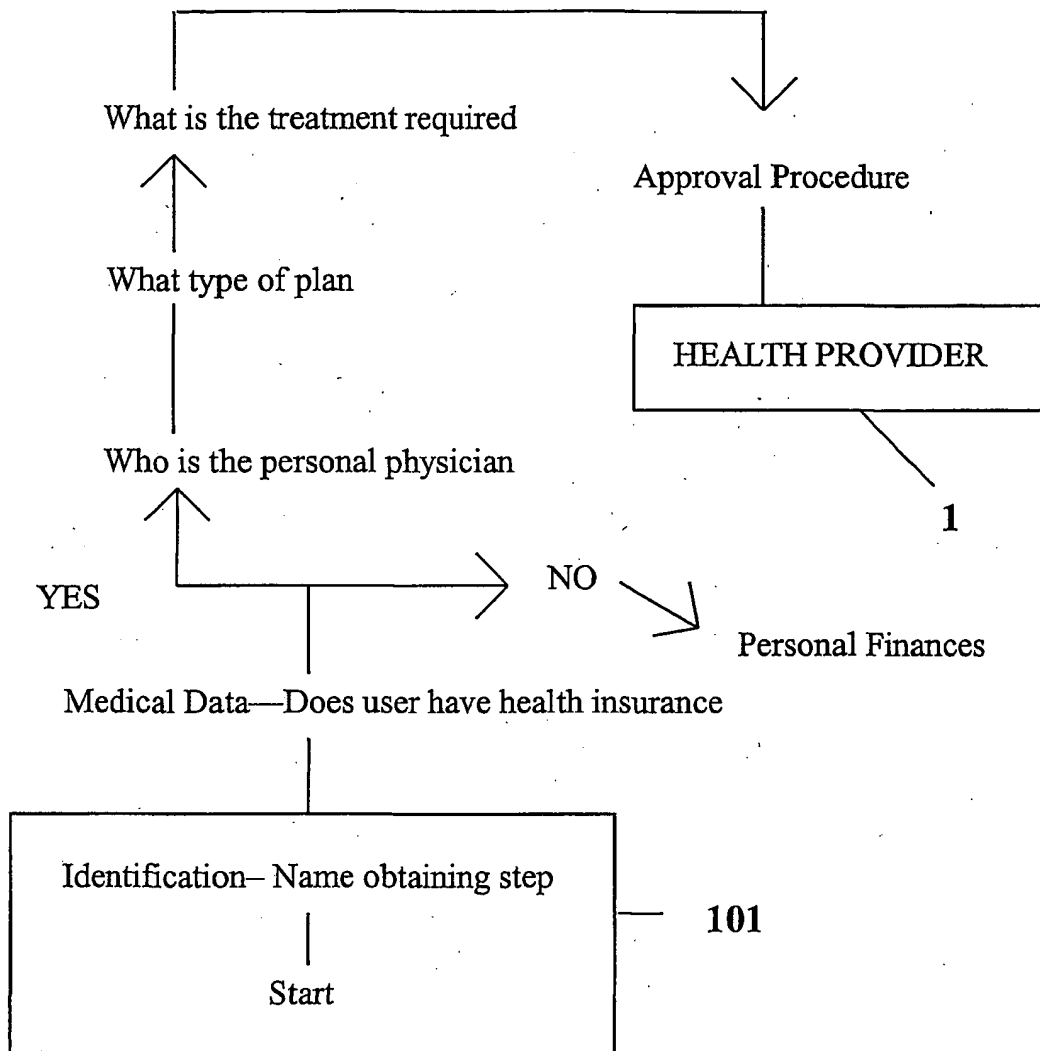 What is the treatment required
Approval Procedure
What type of plan
HEALTH PROVIDER
Who is the personal physician
1
YES
NO
Personal Finances
Medical Data—Does user have health insurance
Identification– Name obtaining step
101
Start